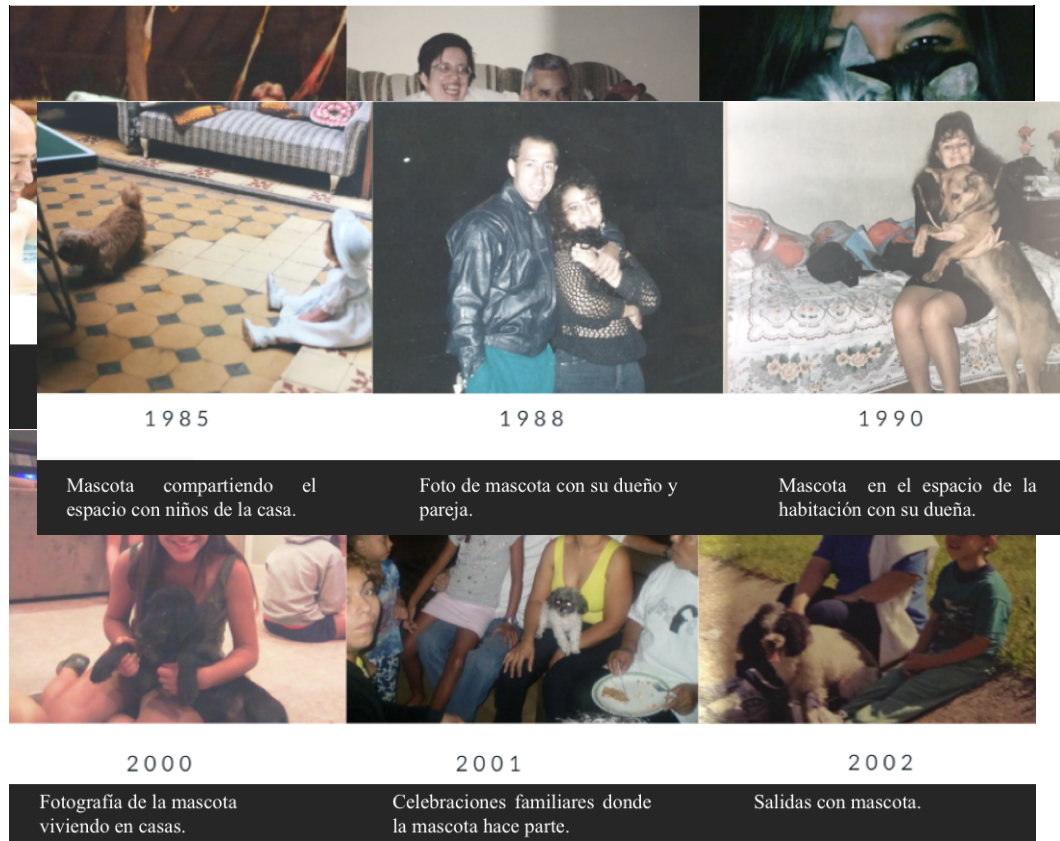 1985
1988
1990
Mascota compartiendo el
espacio con niños de la casa.
Foto de mascota con su dueño y
pareja.
Mascota en el espacio de la
habitación con su dueña.
2000
2001
2002
Fotografía de la mascota
viviendo en casas.
Celebraciones familiares donde
la mascota hace parte.
Salidas con mascota.